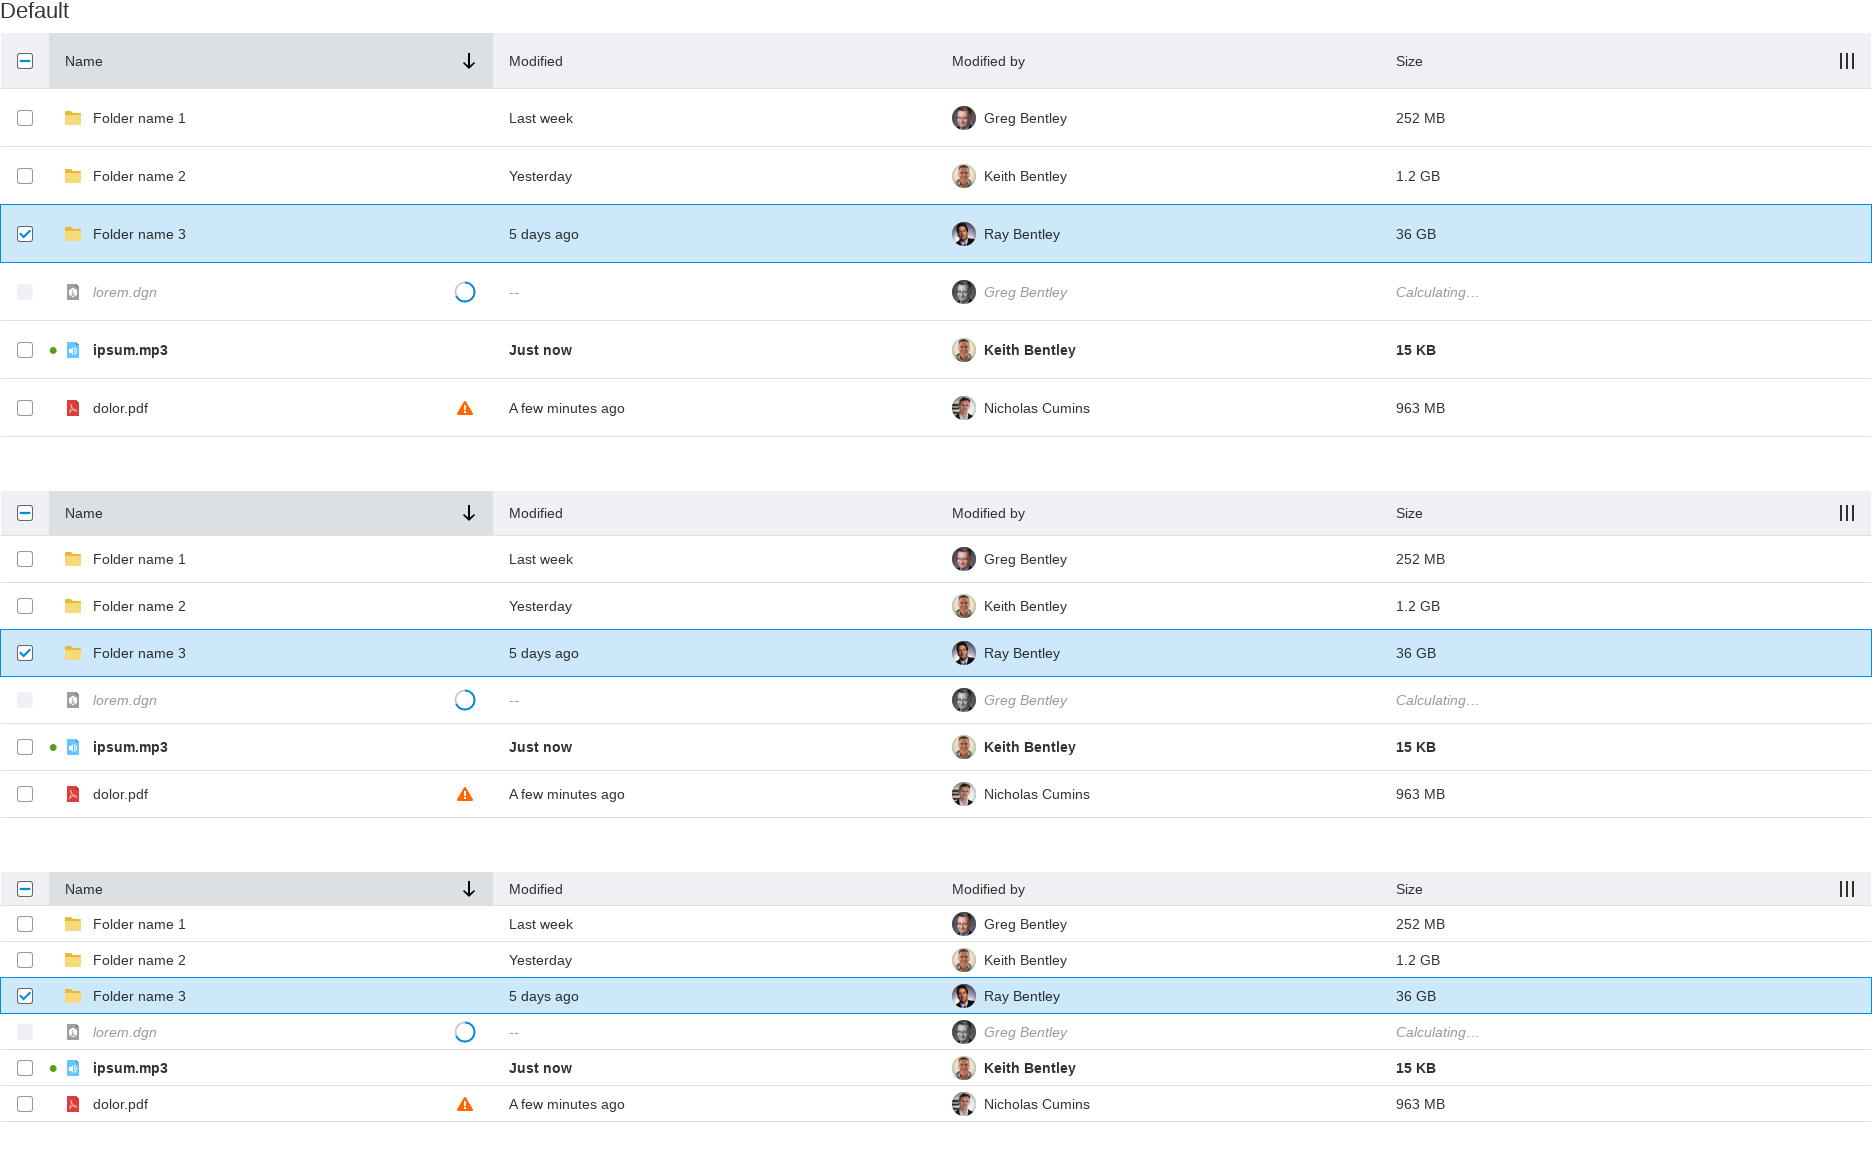 Default
Name Modified Modified by Size
Folder name 1 Last week Greg Bentley 252 MB
Folder name 2 Yesterday Keith Bentley 1.2 GB
Folder name 3 5 days ago Ray Bentley 36 GB
lorem.dgn -- Greg Bentley Calculating…
ipsum.mp3 Just now Keith Bentley 15 KB
dolor.pdf A few minutes ago Nicholas Cumins 963 MB
Name Modified Modified by Size
Folder name 1 Last week Greg Bentley 252 MB
Folder name 2 Yesterday Keith Bentley 1.2 GB
Folder name 3 5 days ago Ray Bentley 36 GB
lorem.dgn -- Greg Bentley Calculating…
ipsum.mp3 Just now Keith Bentley 15 KB
dolor.pdf A few minutes ago Nicholas Cumins 963 MB
Name Modified Modified by Size
Folder name 1 Last week Greg Bentley 252 MB
Folder name 2 Yesterday Keith Bentley 1.2 GB
Folder name 3 5 days ago Ray Bentley 36 GB
lorem.dgn -- Greg Bentley Calculating…
ipsum.mp3 Just now Keith Bentley 15 KB
dolor.pdf A few minutes ago Nicholas Cumins 963 MB